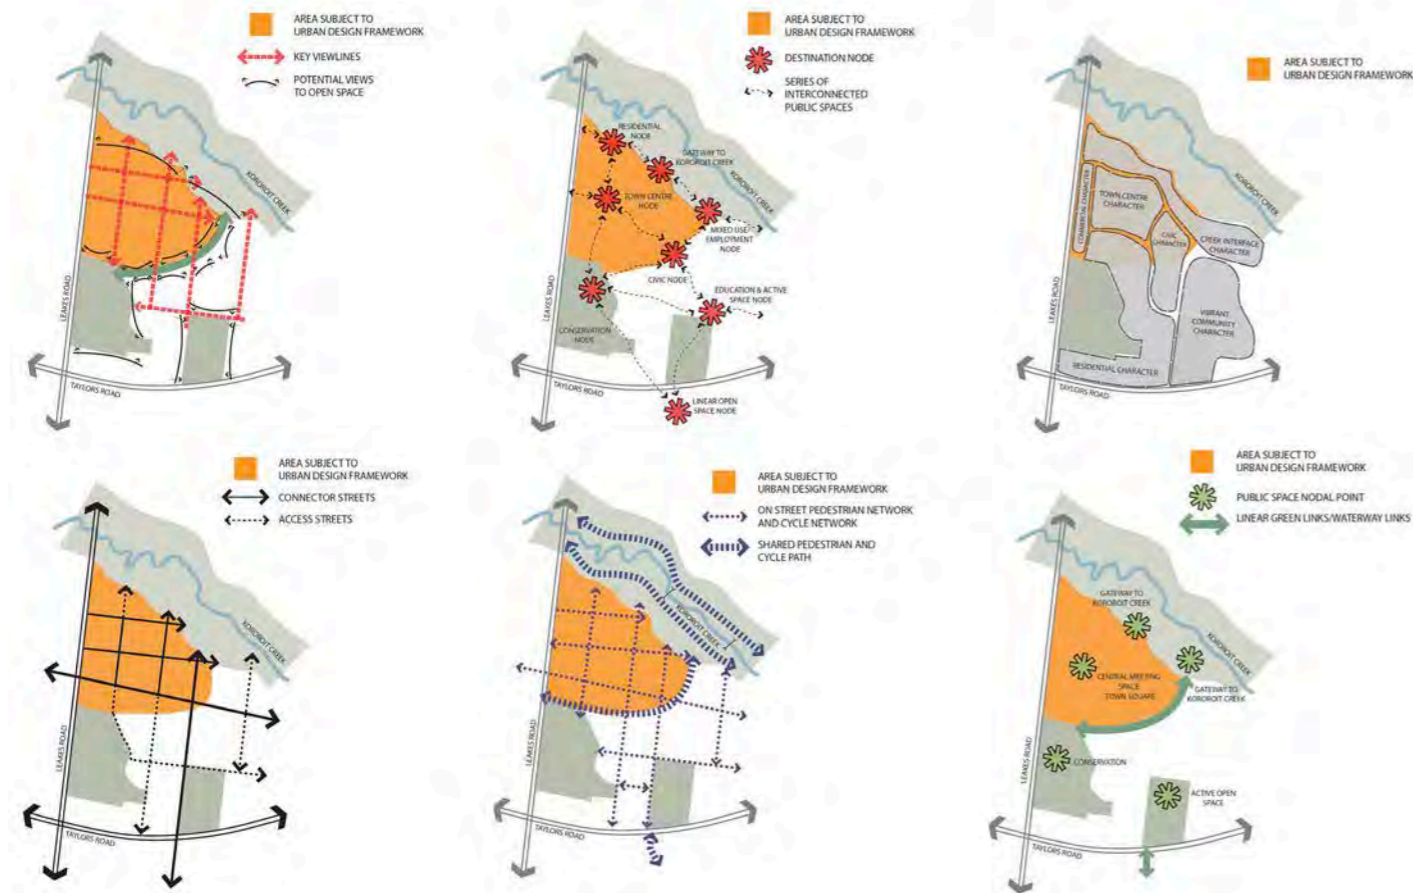 AREA SUBJECT TO
URBAN DESIGN FRAMEWORK
KEY VIEWLINES
POTENTIAL VIEWS
TO OPEN SPACE
KOROROIT CREEK
LEAKES ROAD
TAYLORS ROAD
AREA SUBJECT TO
URBAN DESIGN FRAMEWORK
DESTINATION NODE
SERIES OF
INTERCONNECTED
PUBLIC SPACES
RESIDENTIAL
NODE
GATEWAY TO
KOROROIT CREEK
KOROROIT CREEK
TOWN CENTRE
NODE
MIXED USE
EMPLOYMENT
NODE
CIVIC NODE
EDUCATION & ACTIVE
SPACE NODE
CONSERVATION
NODE
LEAKES ROAD
TAYLORS ROAD
LINEAR OPEN
SPACE NODE
AREA SUBJECT TO
URBAN DESIGN FRAMEWORK
KOROROIT CREEK
COMMERCIAL CHARACTER
TOWN CENTRE
CHARACTER
CIVIC
CHARACTER
CREEK INTERFACE
CHARACTER
VIBRANT
COMMUNITY
CHARACTER
RESIDENTIAL CHARACTER
LEAKES ROAD
TAYLORS ROAD
AREA SUBJECT TO
URBAN DESIGN FRAMEWORK
CONNECTOR STREETS
ACCESS STREETS
KOROROIT CREEK
LEAKES ROAD
TAYLORS ROAD
AREA SUBJECT TO
URBAN DESIGN FRAMEWORK
ON STREET PEDESTRIAN NETWORK
AND CYCLE NETWORK
SHARED PEDESTRIAN AND
CYCLE PATH
KOROROIT CREEK
LEAKES ROAD
TAYLORS ROAD
AREA SUBJECT TO
URBAN DESIGN FRAMEWORK
PUBLIC SPACE NODAL POINT
LINEAR GREEN LINKS/WATERWAY LINKS
GATEWAY TO
KOROROIT CREEK
KOROROIT CREEK
CENTRAL MEETING
SPACE
TOWN SQUARE
GATEWAY TO
KOROROIT CREEK
LEAKES ROAD
CONSERVATION
ACTIVE OPEN
SPACE
TAYLORS ROAD